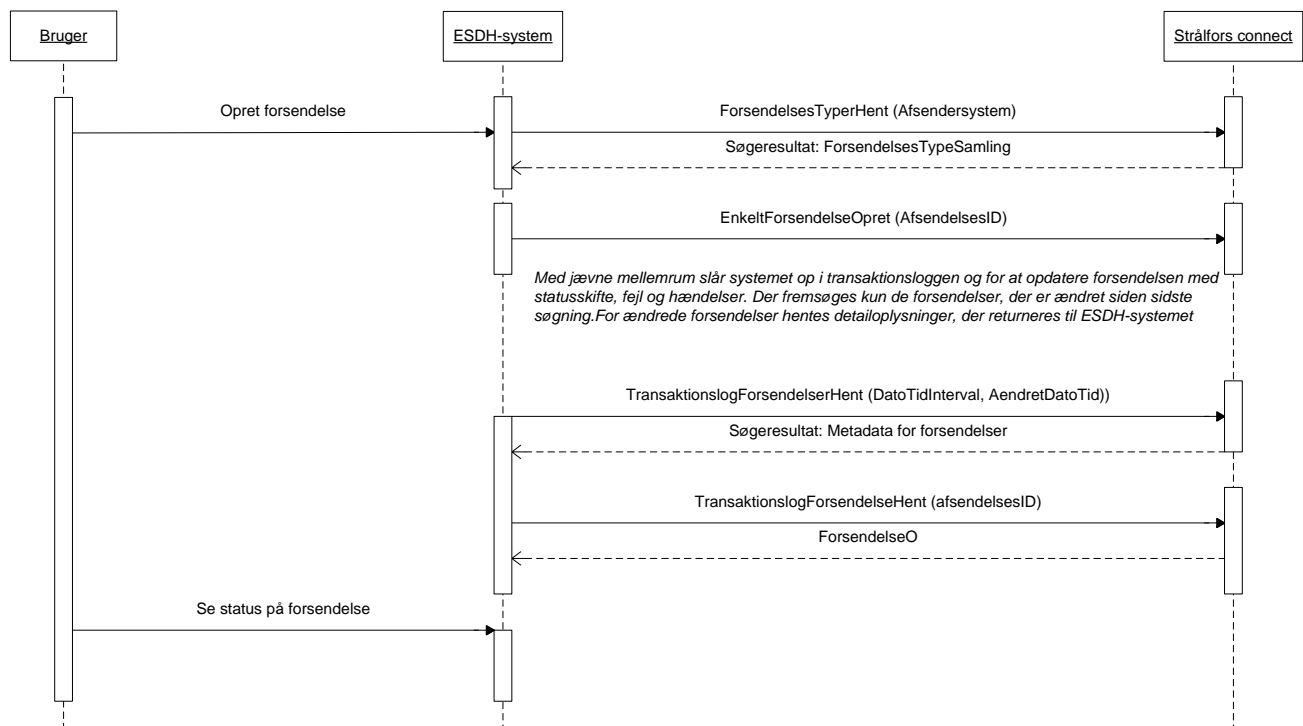 Bruger
ESDH-system
Strålfors connect
Opret forsendelse
ForsendelsesTyperHent (Afsendersystem)
Søgeresultat: ForsendelsesTypeSamling
EnkeltForsendelseOpret (AfsendelsesID)
Med jævne mellemrum slår systemet op i transaktionsloggen og for at opdatere forsendelsen med
statusskifte, fejl og hændelser. Der fremsøges kun de forsendelser, der er ændret siden sidste
søgning.For ændrede forsendelser hentes detailoplysninger, der returneres til ESDH-systemet
TransaktionslogForsendelserHent (DatoTidInterval, AendretDatoTid))
Søgeresultat: Metadata for forsendelser
TransaktionslogForsendelseHent (afsendelsesID)
ForsendelseO
Se status på forsendelse